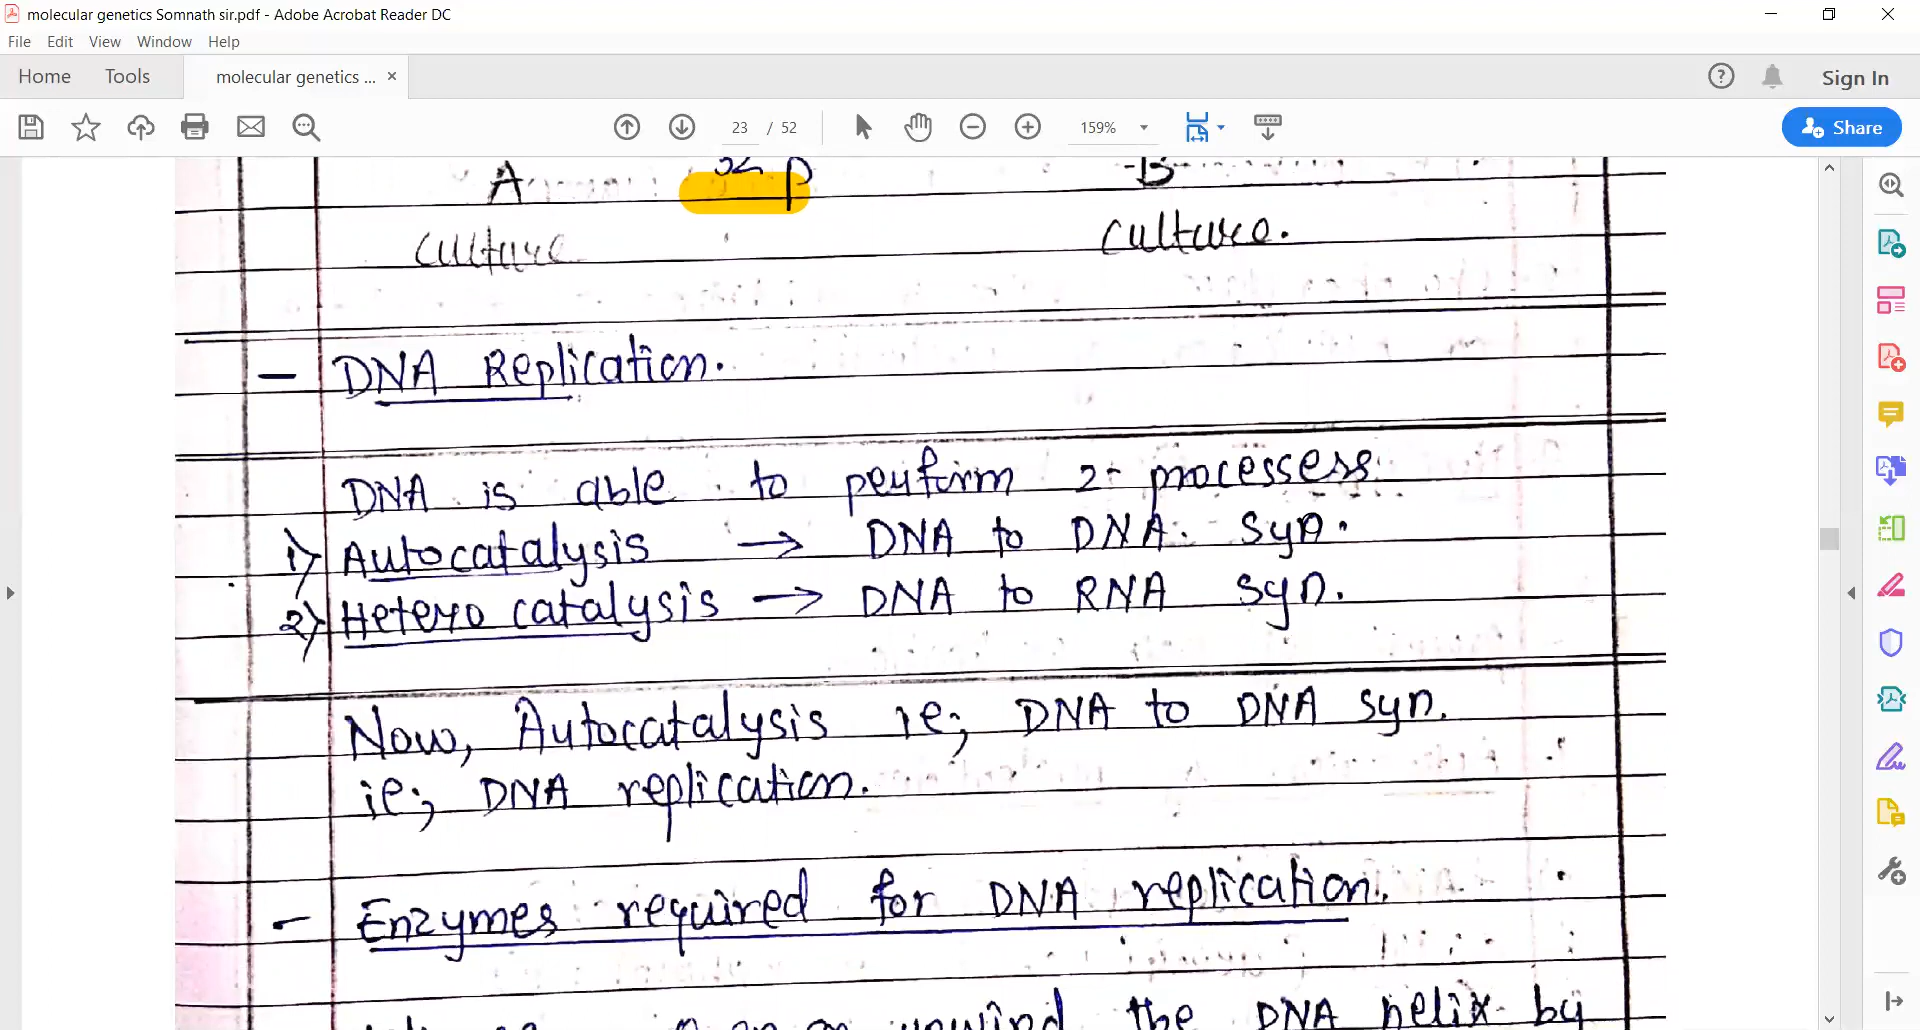 molecular genetics Somnath sir.pdf - Adobe Acrobat Reader DC
File Edit View Window Help
Home Tools molecular genetics ... × Sign In
23 / 52 159% Share
A 32 P B
culture culture.
- DNA Replication.
DNA is able to perform 2- processess.
1) Autocatalysis → DNA to DNA. syn.
2) Hetero catalysis → DNA to RNA syn.
Now, Autocatalysis ie; DNA to DNA syn.
ie; DNA replication.
- Enzymes required for DNA replication.
unwind the DNA helix by